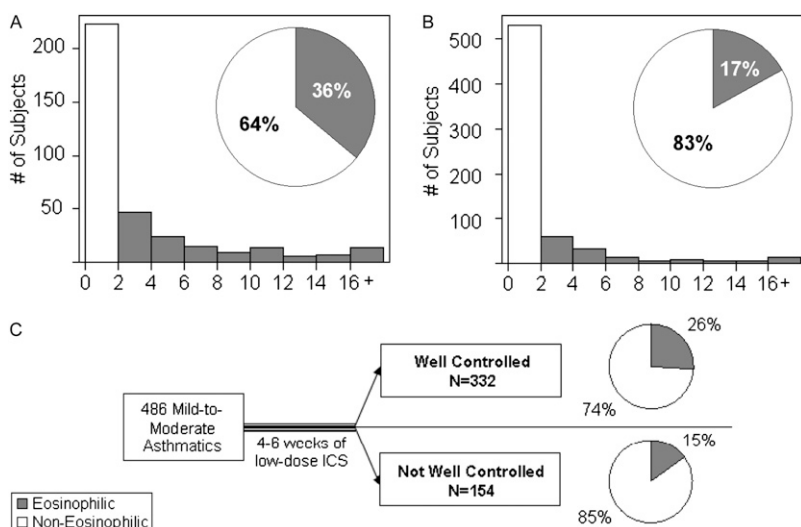 A
# of Subjects
200
150
100
50
0 2 4 6 8 10 12 14 16+
36%
64%
B
# of Subjects
500
400
300
200
100
0 2 4 6 8 10 12 14 16+
17%
83%
C
486 Mild-to-
Moderate
Asthmatics
4-6 weeks of
low-dose ICS
Well Controlled
N=332
26%
74%
Not Well Controlled
N=154
15%
85%
Eosinophilic
Non-Eosinophilic